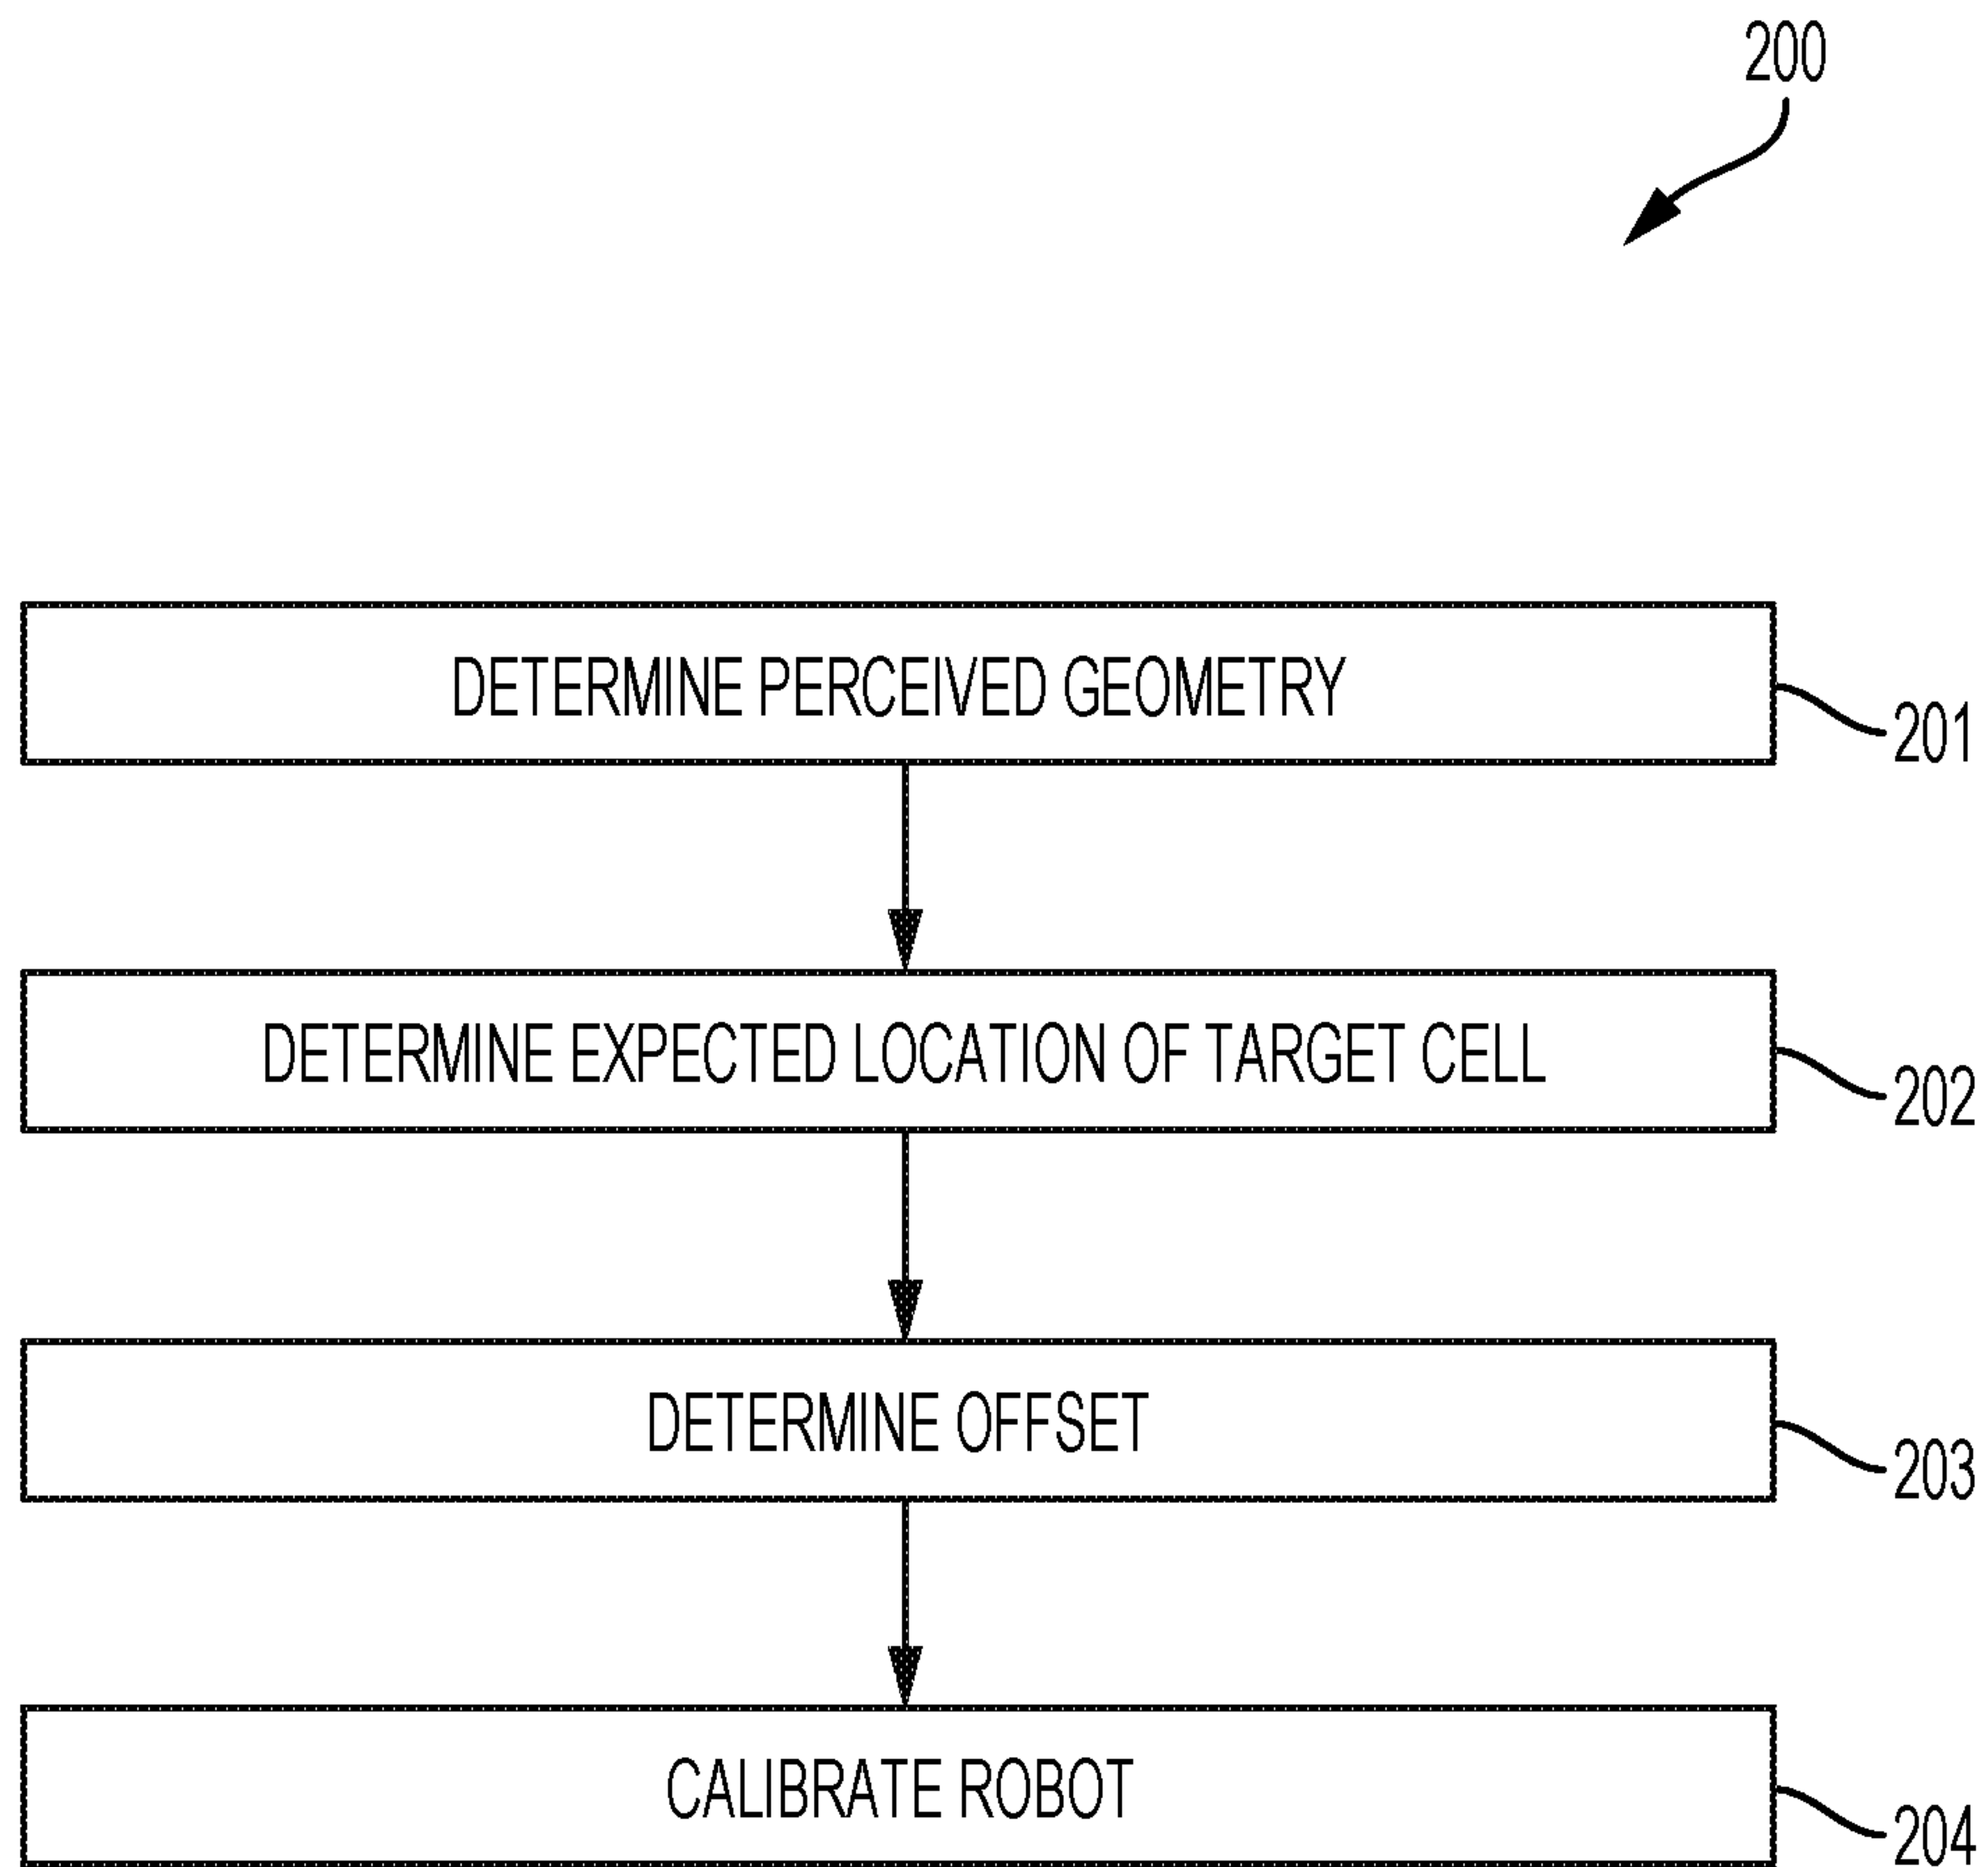 200
DETERMINE PERCEIVED GEOMETRY
201
DETERMINE EXPECTED LOCATION OF TARGET CELL
202
DETERMINE OFFSET
203
CALIBRATE ROBOT
204